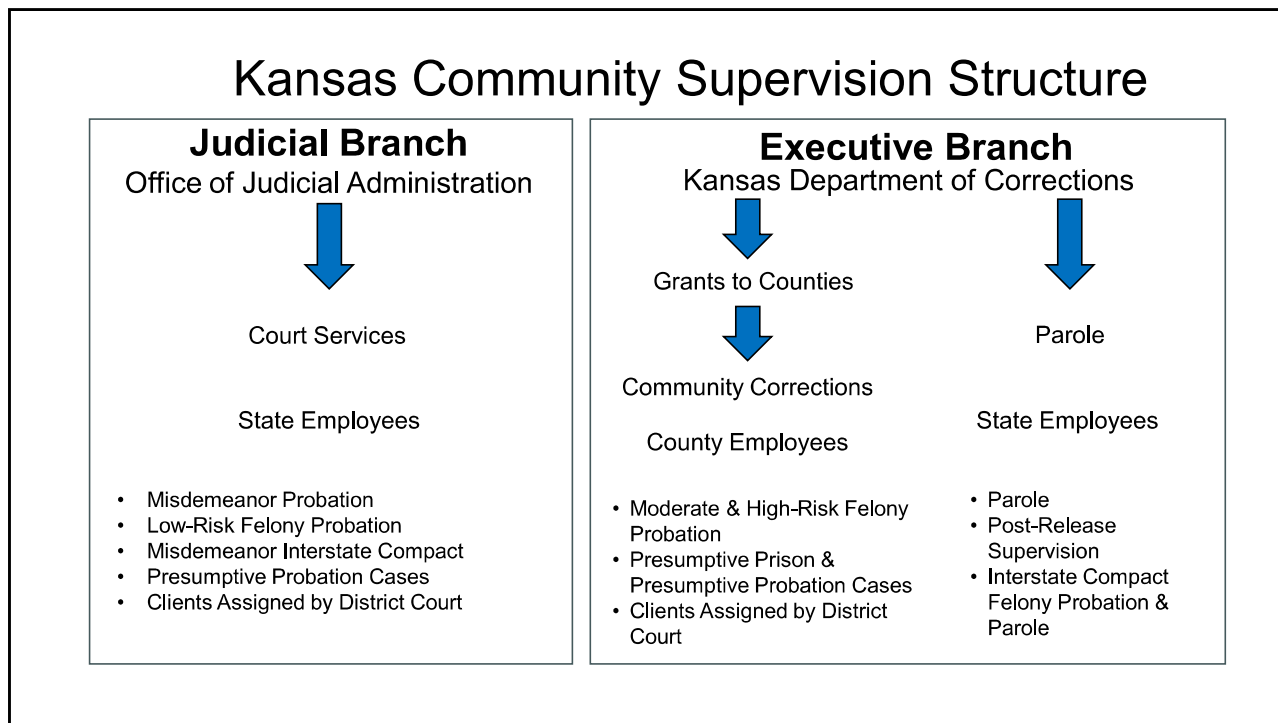 Kansas Community Supervision Structure
Judicial Branch
Office of Judicial Administration
Court Services
State Employees
• Misdemeanor Probation
• Low-Risk Felony Probation
• Misdemeanor Interstate Compact
• Presumptive Probation Cases
• Clients Assigned by District Court
Executive Branch
Kansas Department of Corrections
Grants to Counties
Community Corrections
County Employees
• Moderate & High-Risk Felony
Probation
• Presumptive Prison &
Presumptive Probation Cases
• Clients Assigned by District
Court
Parole
State Employees
• Parole
• Post-Release
Supervision
• Interstate Compact
Felony Probation &
Parole